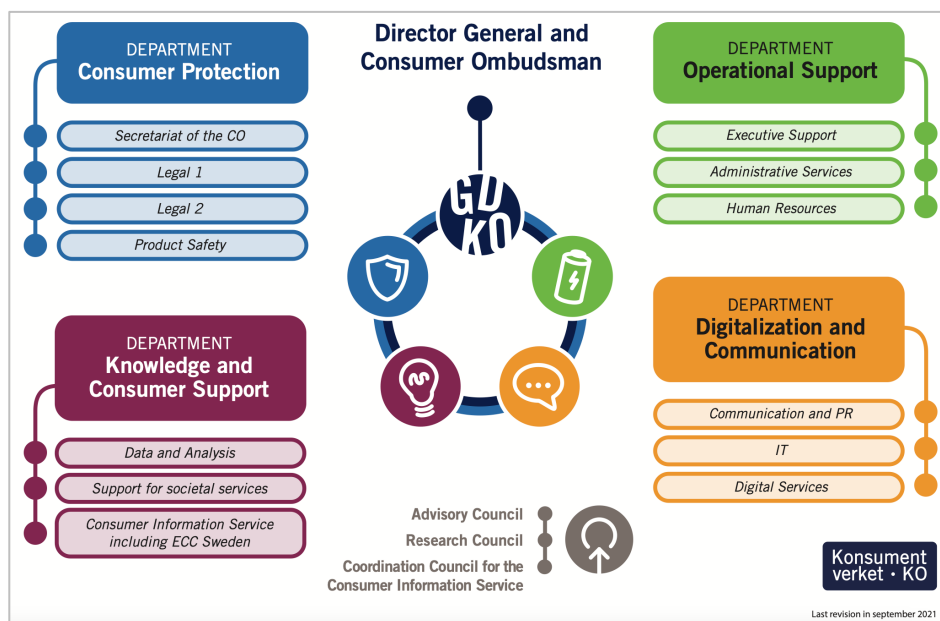 DEPARTMENT
Consumer Protection
Secretariat of the CO
Legal 1
Legal 2
Product Safety
Director General and
Consumer Ombudsman
GD
KO
DEPARTMENT
Operational Support
Executive Support
Administrative Services
Human Resources
DEPARTMENT
Knowledge and
Consumer Support
Data and Analysis
Support for societal services
Consumer Information Service
including ECC Sweden
DEPARTMENT
Digitalization and
Communication
Communication and PR
IT
Digital Services
Advisory Council
Research Council
Coordination Council for the
Consumer Information Service
Konsument
verket · KO
Last revision in september 2021